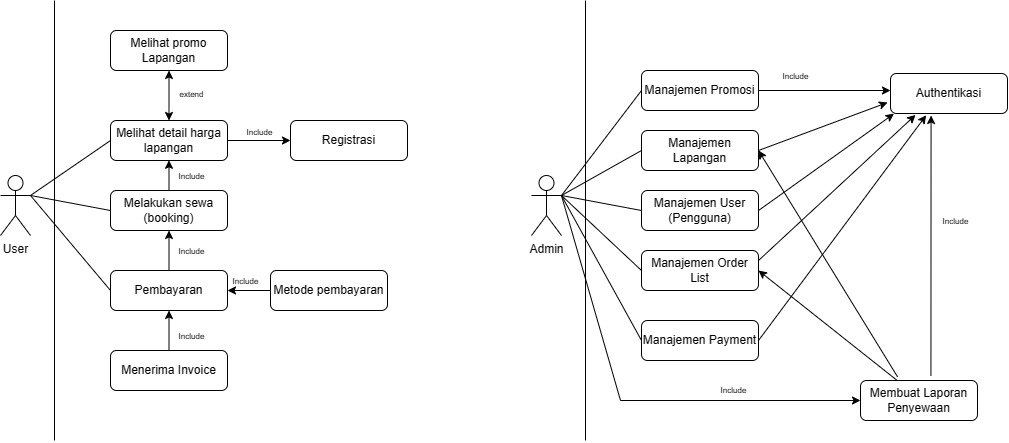 Melihat promo
Lapangan
extend
Melihat detail harga
lapangan
Include
Registrasi
Include
Melakukan sewa
(booking)
User
Include
Pembayaran
Include
Metode pembayaran
Include
Menerima Invoice
Manajemen Promosi
Include
Authentikasi
Manajemen
Lapangan
Manajemen User
(Pengguna)
Include
Admin
Manajemen Order
List
Manajemen Payment
Include
Membuat Laporan
Penyewaan